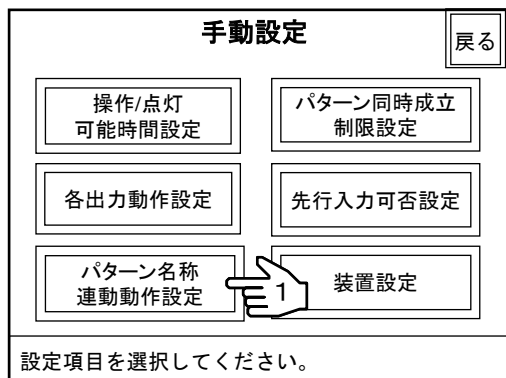 手動設定
戻る
操作/点灯
可能時間設定
パターン同時成立
制限設定
各出力動作設定
先行入力可否設定
パターン名称
連動動作設定
1
装置設定
設定項目を選択してください。